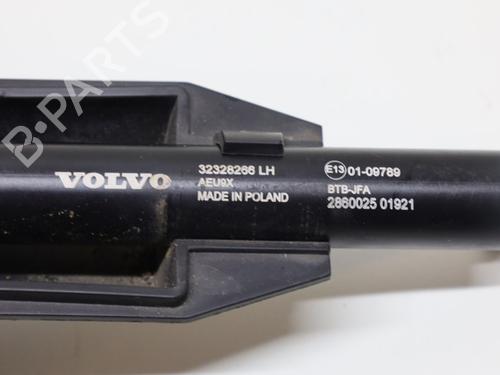 B-PARTS
VOLVO
32328266 LH
AEU9X
MADE IN POLAND
E13 01-09789
BTB-JFA
2860025 01921